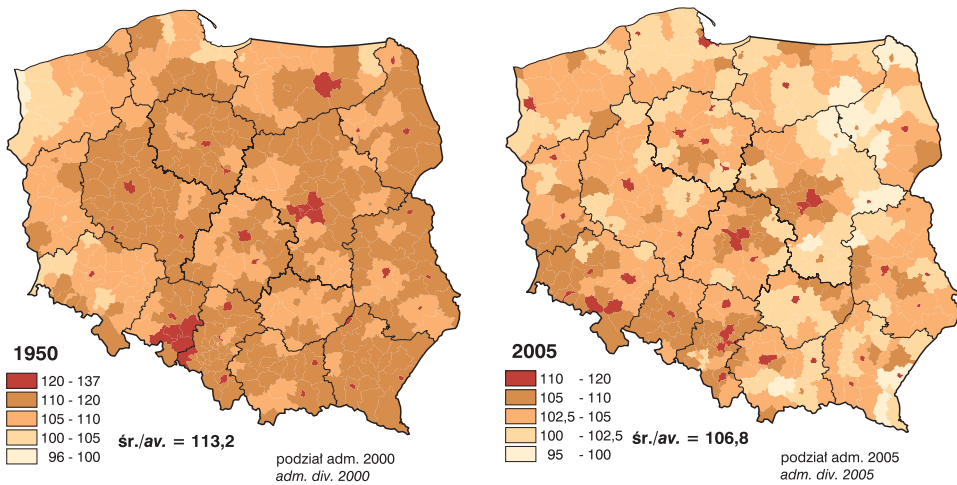 1950
120 - 137
110 - 120
105 - 110
100 - 105
96 - 100
śr./av. = 113,2
podział adm. 2000
adm. div. 2000
2005
110 - 120
105 - 110
102,5 - 105
100 - 102,5
95 - 100
śr./av. = 106,8
podział adm. 2005
adm. div. 2005